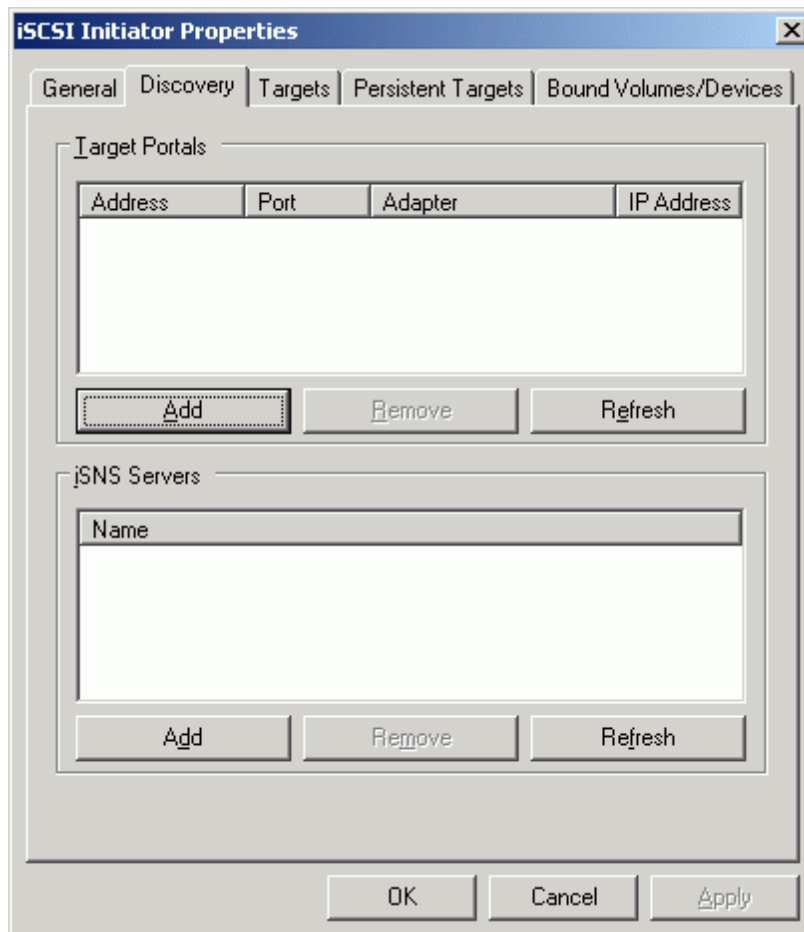 iSCSI Initiator Properties
General Discovery Targets Persistent Targets Bound Volumes/Devices
Target Portals
Address Port Adapter IP Address
Add Remove Refresh
iSNS Servers
Name
Add Remove Refresh
OK Cancel Apply